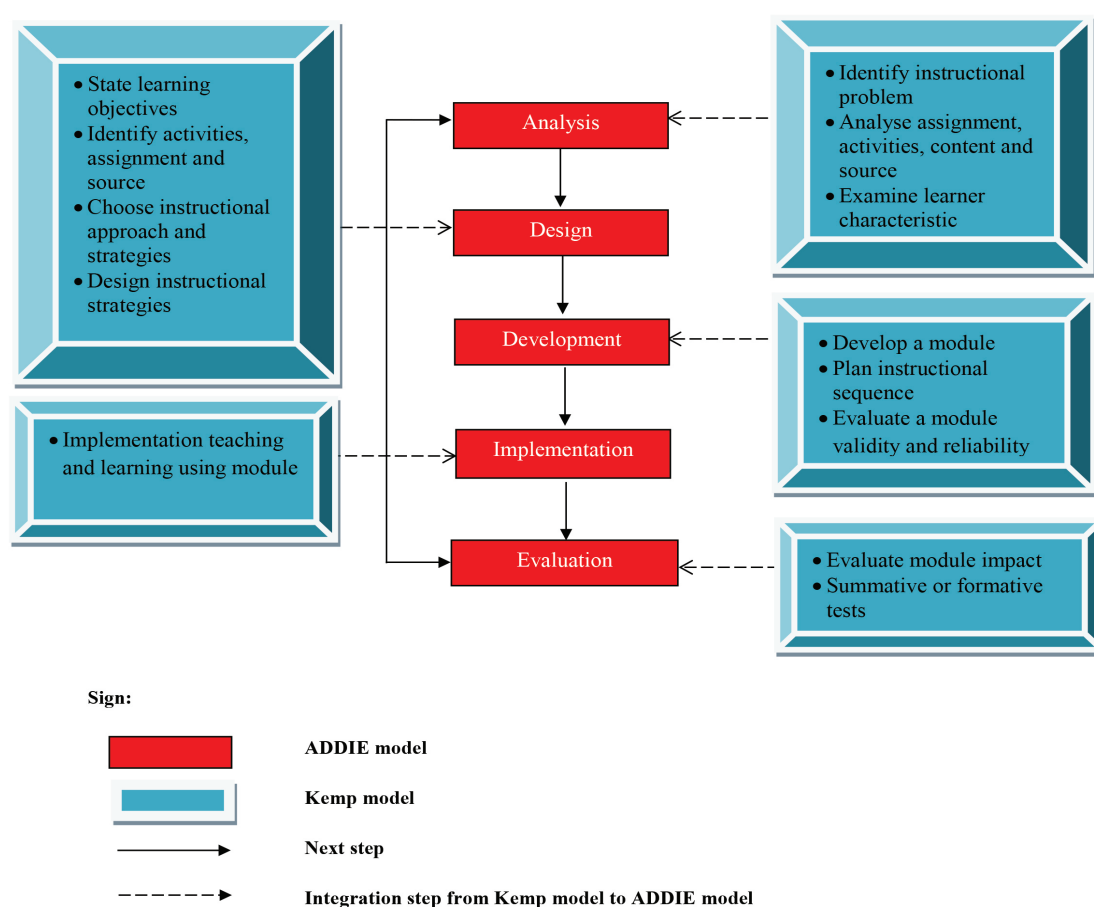 • State learning
objectives
• Identify activities,
assignment and
source
• Choose instructional
approach and
strategies
• Design instructional
strategies
• Implementation teaching
and learning using module
Analysis
Design
Development
Implementation
Evaluation
• Identify instructional
problem
• Analyse assignment,
activities, content and
source
• Examine learner
characteristic
• Develop a module
• Plan instructional
sequence
• Evaluate a module
validity and reliability
• Evaluate module impact
• Summative or formative
tests
Sign:
ADDIE model
Kemp model
Next step
Integration step from Kemp model to ADDIE model